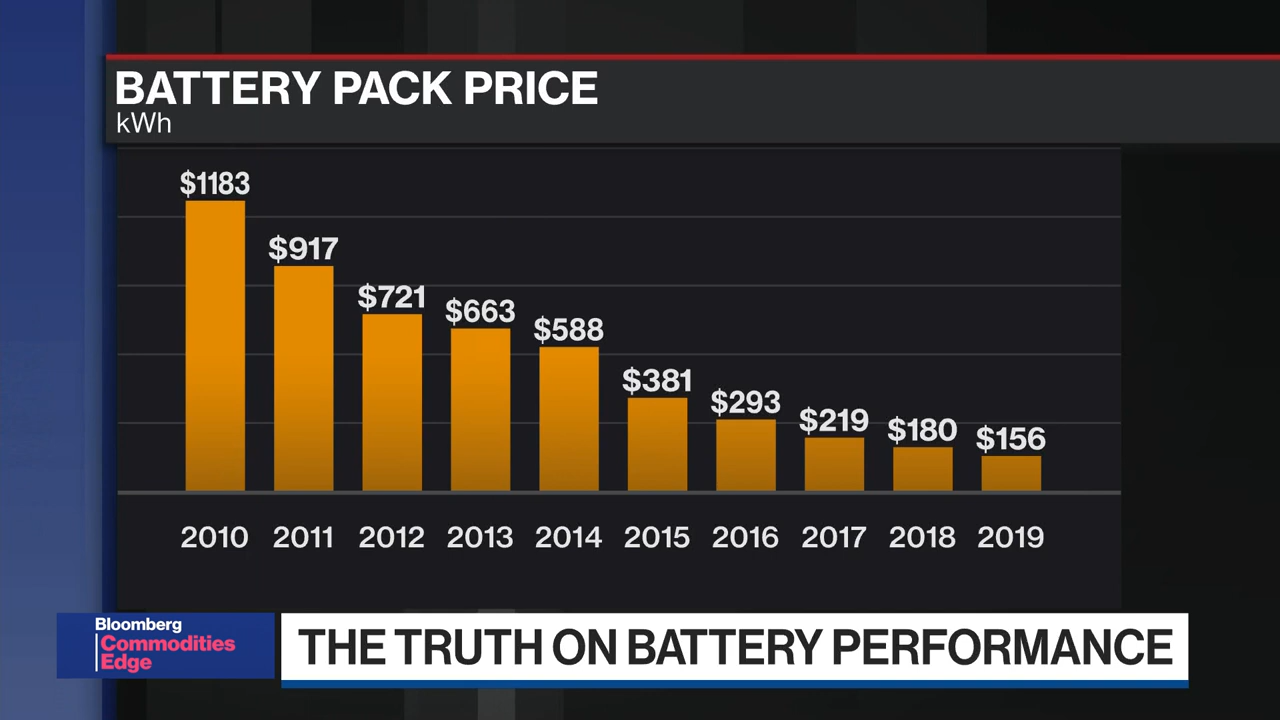 BATTERY PACK PRICE
kWh
$1183
$917
$721
$663
$588
$381
$293
$219
$180
$156
2010 2011 2012 2013 2014 2015 2016 2017 2018 2019
Bloomberg
Commodities
Edge
THE TRUTH ON BATTERY PERFORMANCE